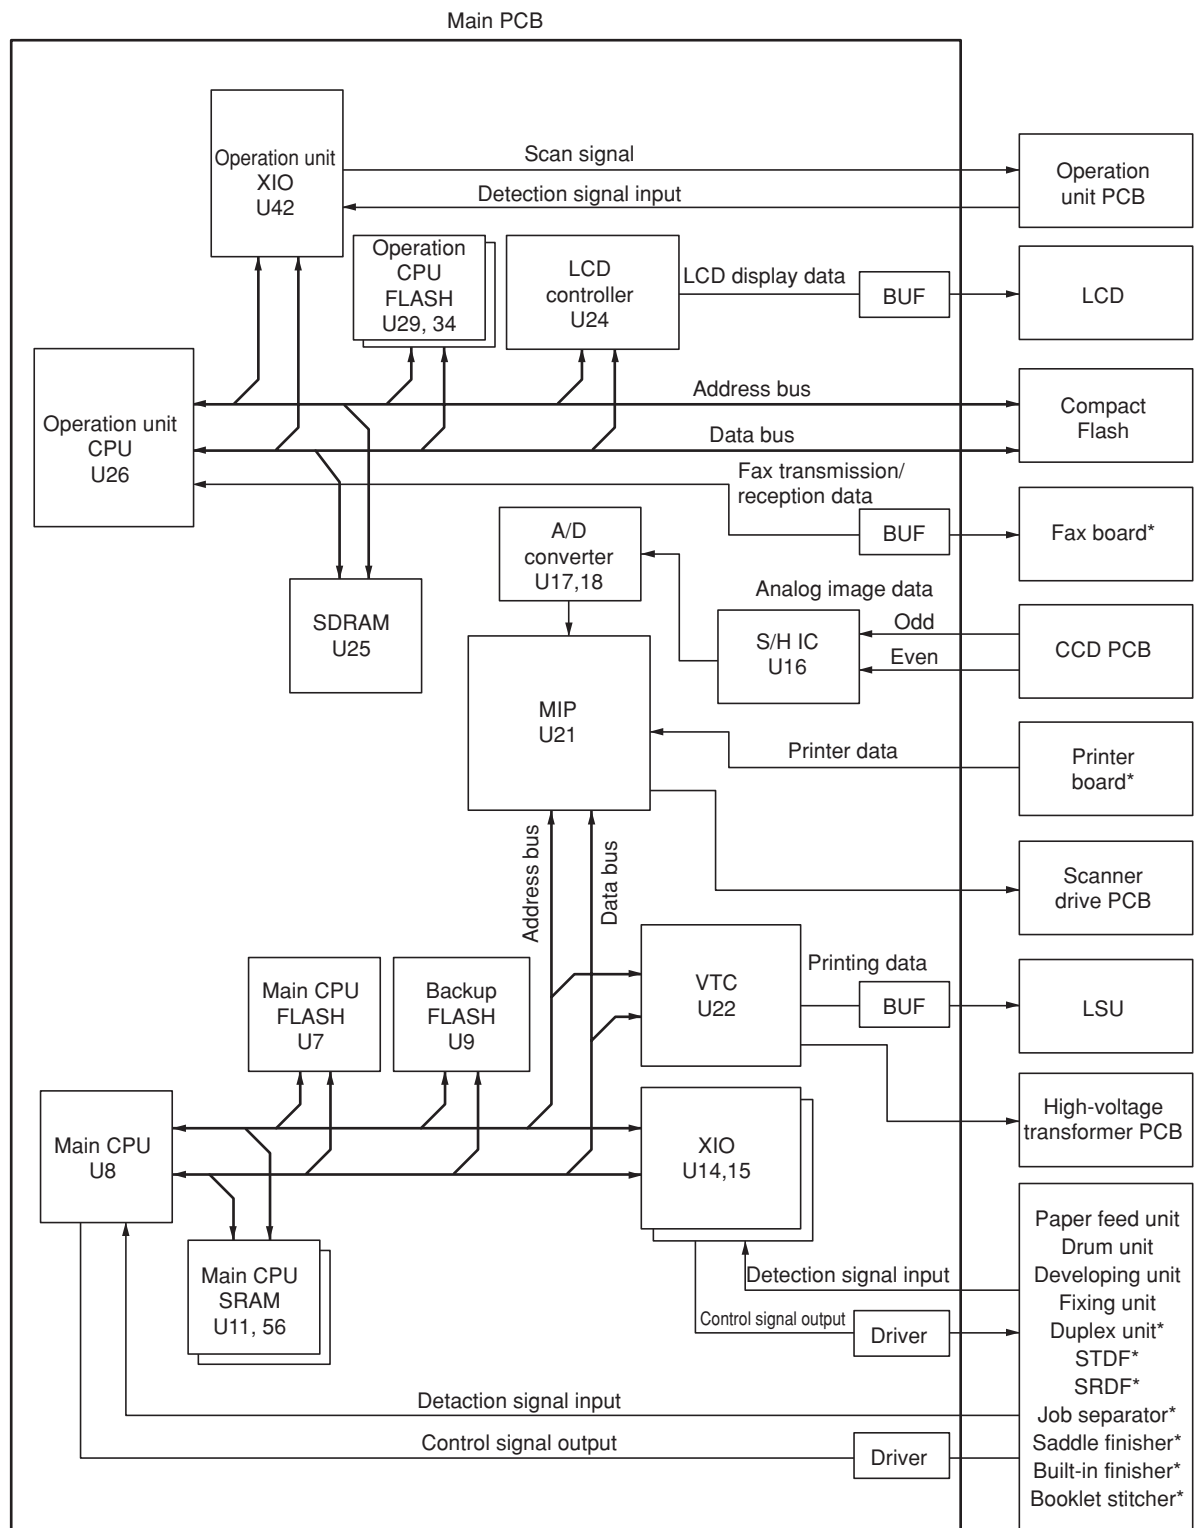 Main PCB
Operation unit
XIO
U42
Scan signal
Detection signal input
Operation
unit PCB
Operation
CPU
FLASH
U29, 34
LCD
controller
U24
LCD display data
BUF
LCD
Operation unit
CPU
U26
Address bus
Data bus
Compact
Flash
Fax transmission/
reception data
BUF
Fax board*
A/D
converter
U17,18
SDRAM
U25
Analog image data
S/H IC
U16
Odd
Even
CCD PCB
MIP
U21
Printer data
Printer
board*
Address bus
Data bus
Scanner
drive PCB
Main CPU
FLASH
U7
Backup
FLASH
U9
VTC
U22
Printing data
BUF
LSU
Main CPU
U8
XIO
U14,15
High-voltage
transformer PCB
Main CPU
SRAM
U11, 56
Detection signal input
Control signal output
Driver
Detaction signal input
Control signal output
Driver
Paper feed unit
Drum unit
Developing unit
Fixing unit
Duplex unit*
STDF*
SRDF*
Job separator*
Saddle finisher*
Built-in finisher*
Booklet stitcher*